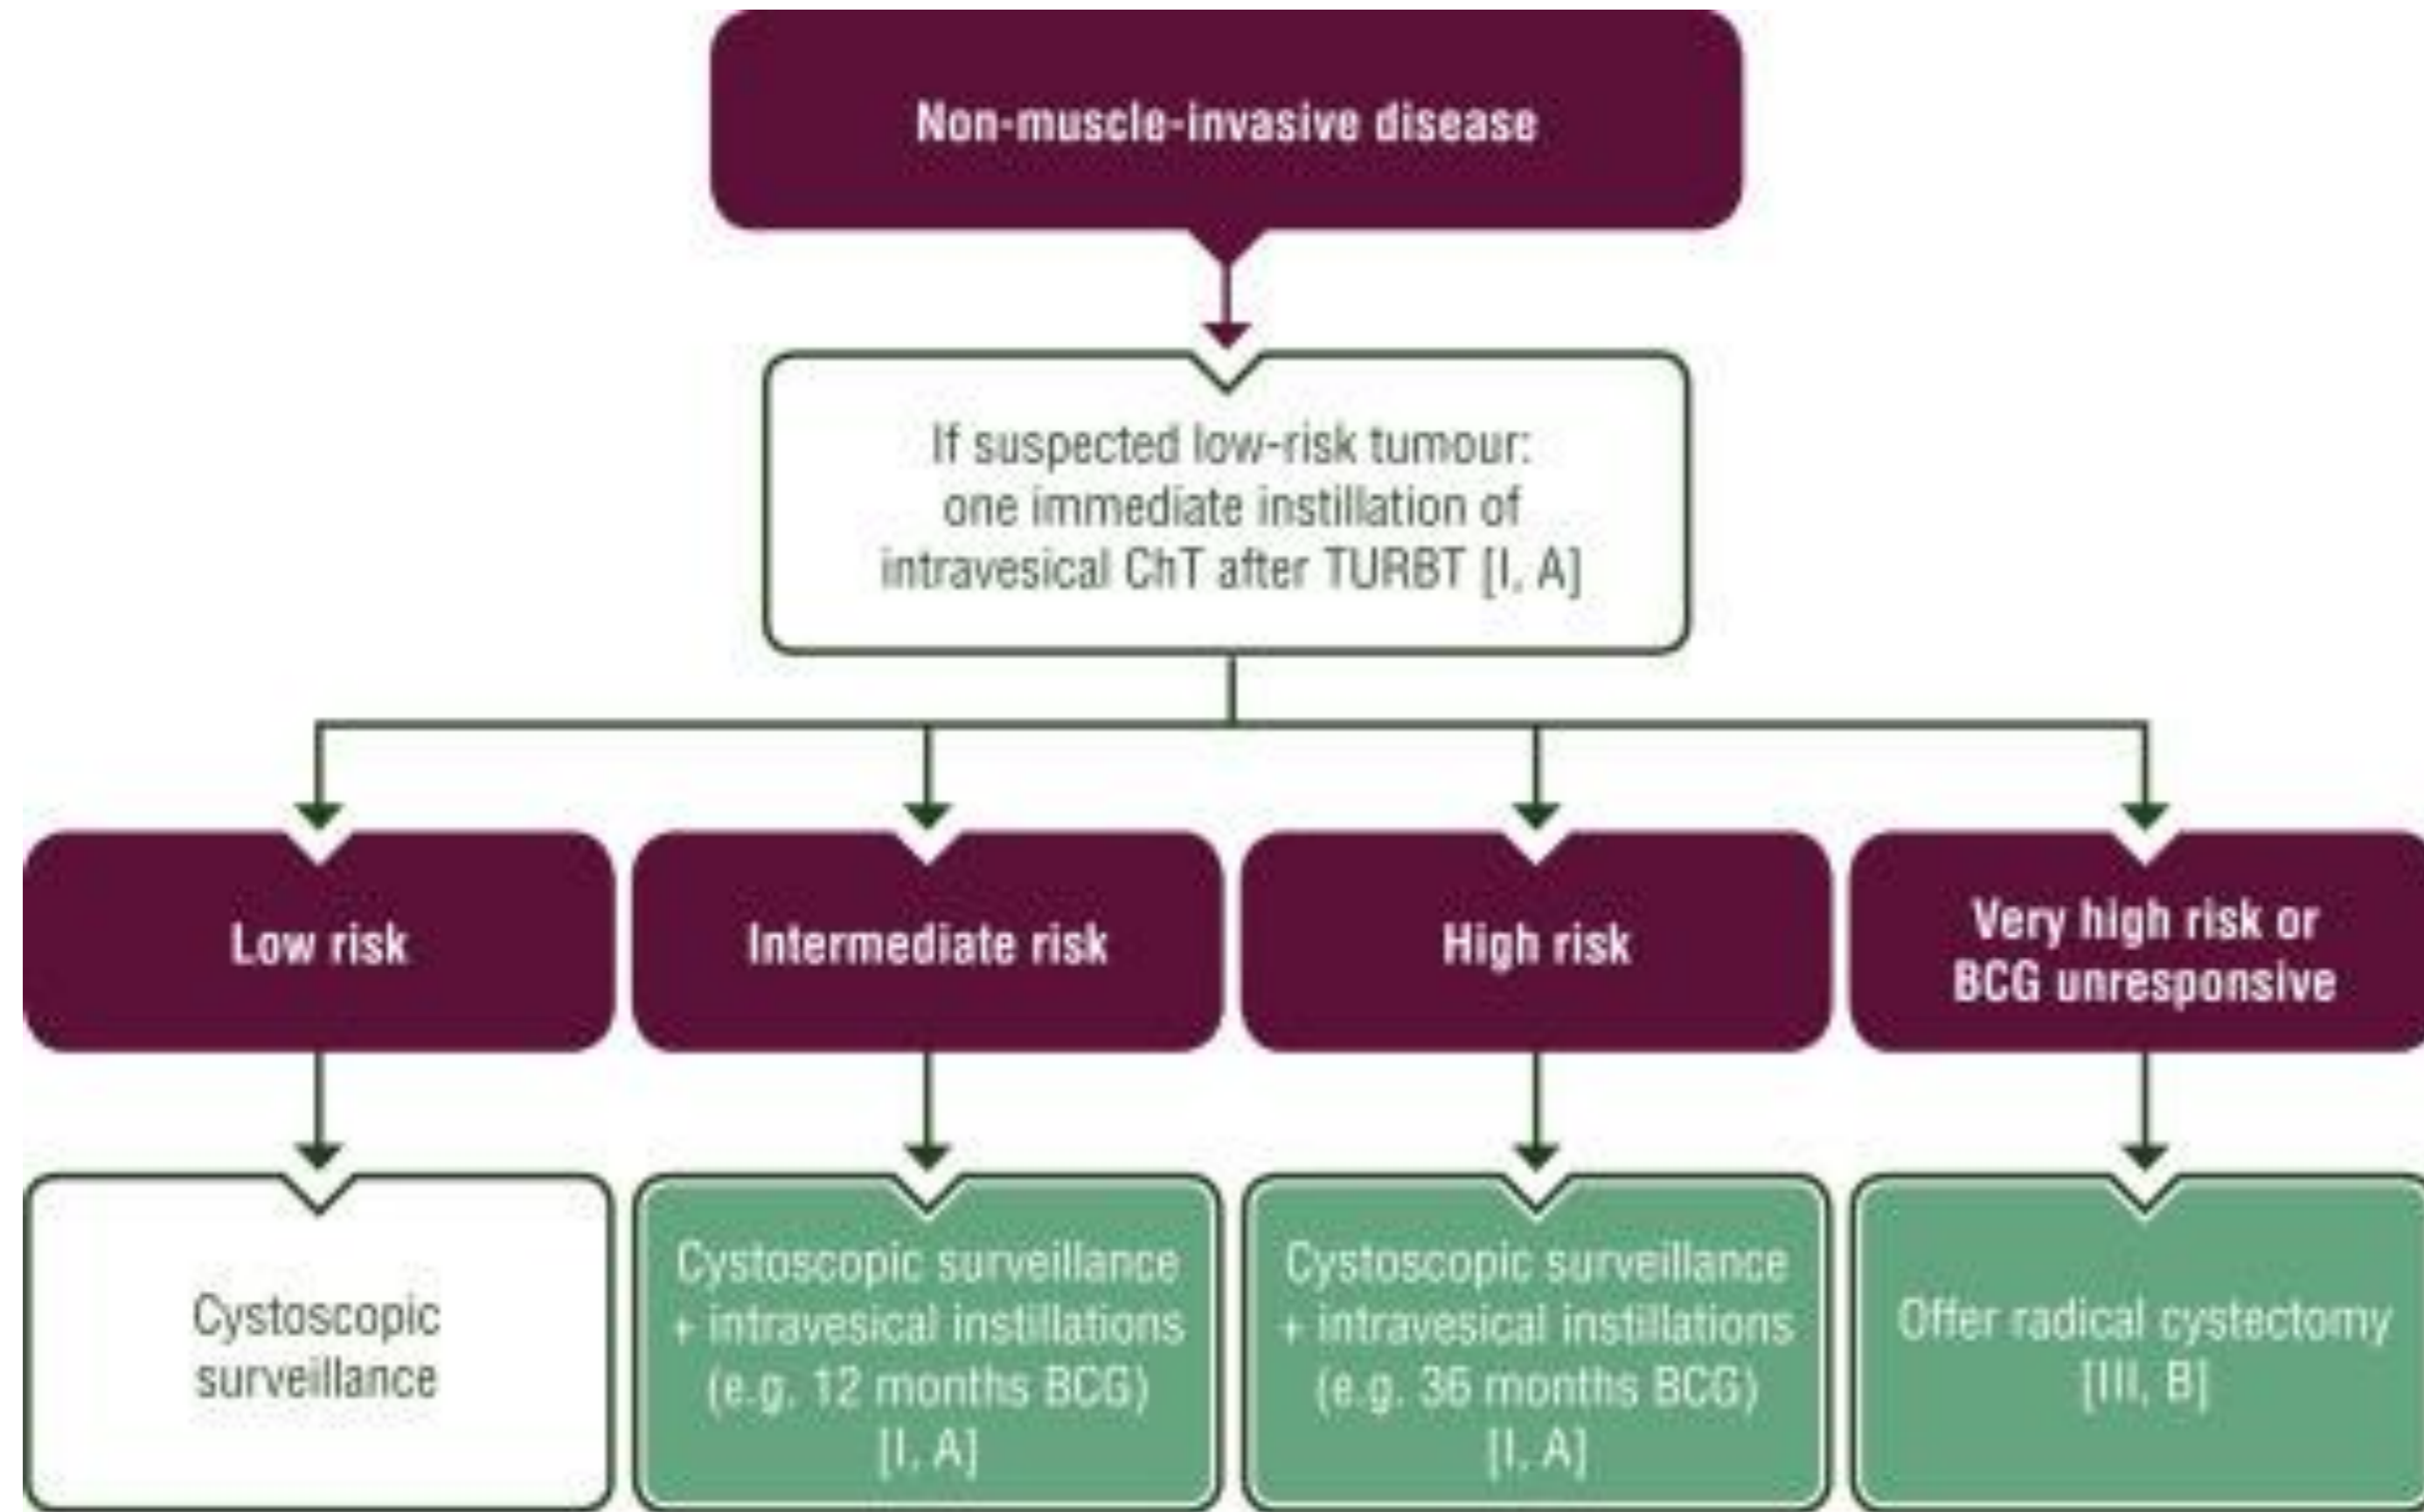 Non-muscle-invasive disease
If suspected low-risk tumour:
one immediate instillation of
intravesical ChT after TURBT [I, A]
Low risk
Intermediate risk
High risk
Very high risk or
BCG unresponsive
Cystoscopic
surveillance
Cystoscopic surveillance
+ intravesical instillations
(e.g. 12 months BCG)
[I, A]
Cystoscopic surveillance
+ intravesical instillations
(e.g. 36 months BCG)
[I, A]
Offer radical cystectomy
[III, B]